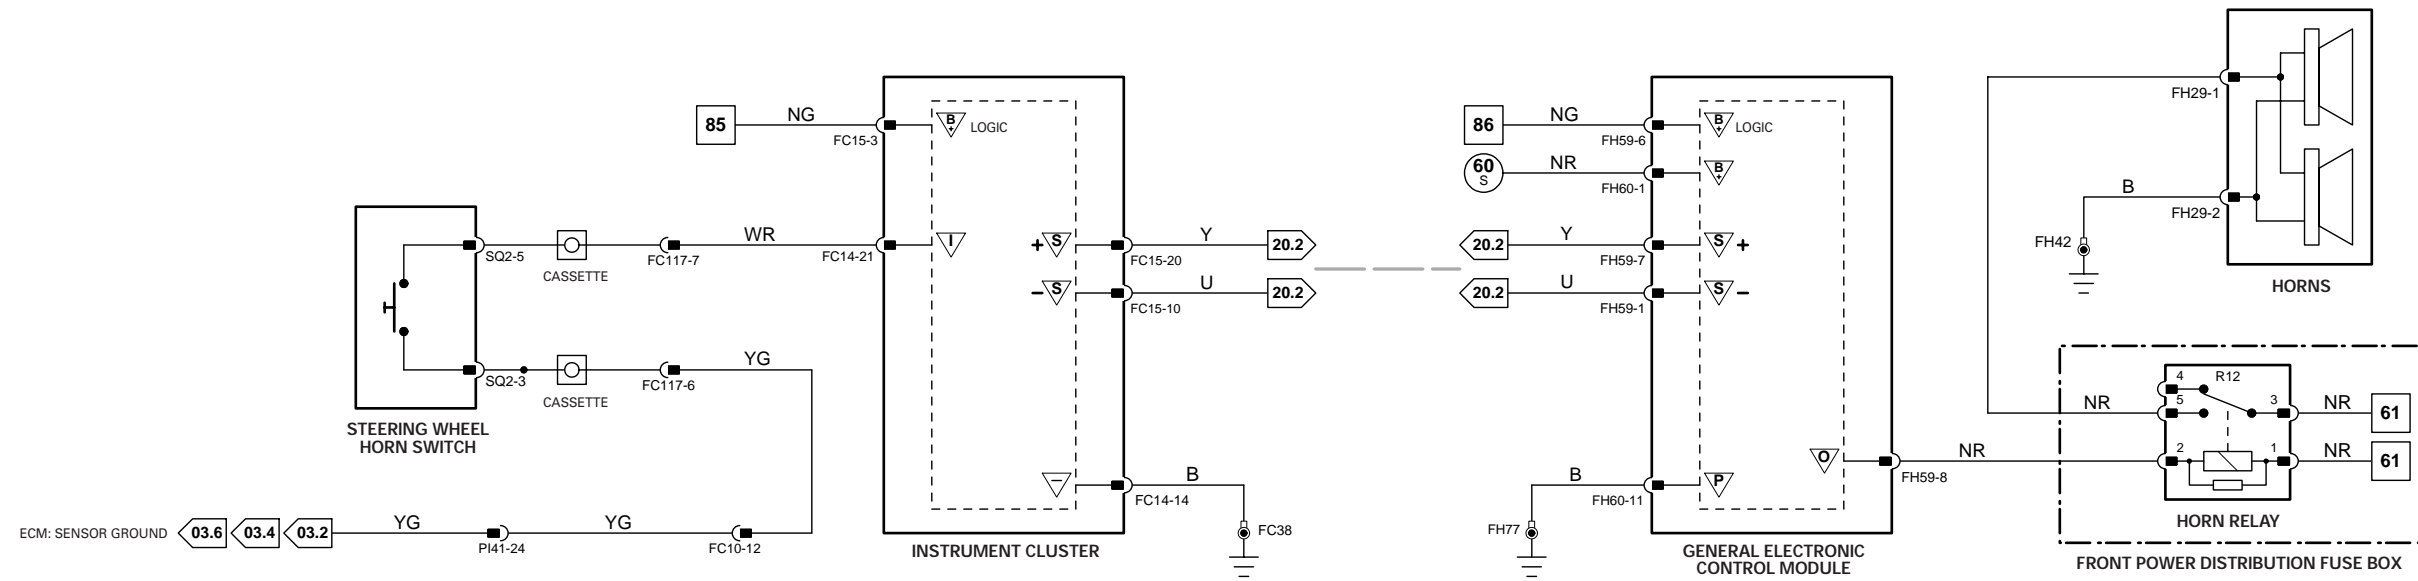 85
NG
FC15-3
B+
LOGIC
SQ2-5
CASSETTE
FC117-7
WR
FC14-21
I
+ S
FC15-20
Y
20.2
- S
FC15-10
U
20.2
SQ2-3
CASSETTE
FC117-6
YG
STEERING WHEEL
HORN SWITCH
ECM: SENSOR GROUND
03.6
03.4
03.2
YG
PI41-24
YG
FC10-12
–
FC14-14
B
FC38
INSTRUMENT CLUSTER
86
NG
FH59-6
B+
LOGIC
60
S
NR
FH60-1
B+
20.2
Y
FH59-7
S +
20.2
U
FH59-1
S -
B
FH60-11
P
FH77
O
FH59-8
NR
GENERAL ELECTRONIC
CONTROL MODULE
FH29-1
B
FH29-2
FH42
HORNS
NR
4
R12
5
3
NR
61
2
1
NR
61
HORN RELAY
FRONT POWER DISTRIBUTION FUSE BOX